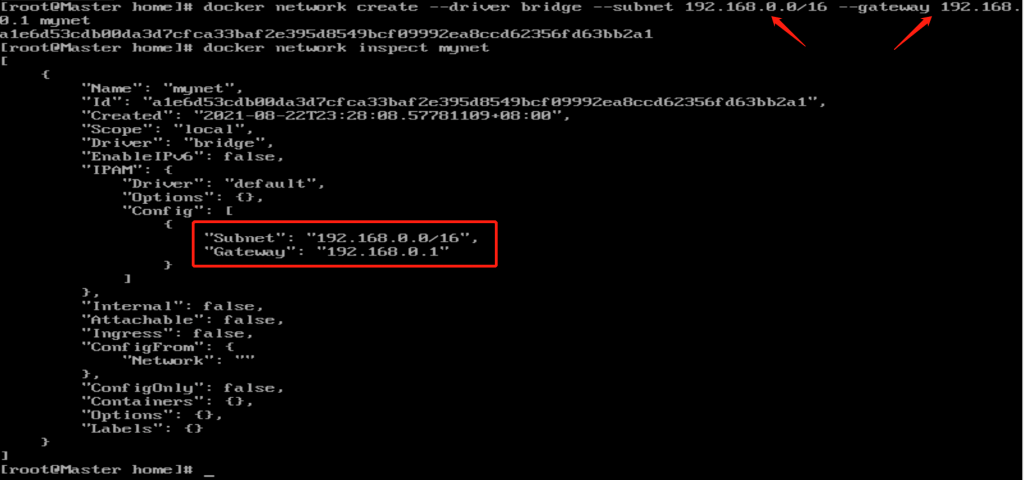 [root@Master home]# docker network create --driver bridge --subnet 192.168.0.0/16 --gateway 192.168.
0.1 mynet
a1e6d53cdb00da3d7cfca33baf2e395d8549bcf09992ea8ccd62356fd63bb2a1
[root@Master home]# docker network inspect mynet
[
    {
        "Name": "mynet",
        "Id": "a1e6d53cdb00da3d7cfca33baf2e395d8549bcf09992ea8ccd62356fd63bb2a1",
        "Created": "2021-08-22T23:28:08.57781109+08:00",
        "Scope": "local",
        "Driver": "bridge",
        "EnableIPv6": false,
        "IPAM": {
            "Driver": "default",
            "Options": {},
            "Config": [
                {
                    "Subnet": "192.168.0.0/16",
                    "Gateway": "192.168.0.1"
                }
            ]
        },
        "Internal": false,
        "Attachable": false,
        "Ingress": false,
        "ConfigFrom": {
            "Network": ""
        },
        "ConfigOnly": false,
        "Containers": {},
        "Options": {},
        "Labels": {}
    }
]
[root@Master home]# _